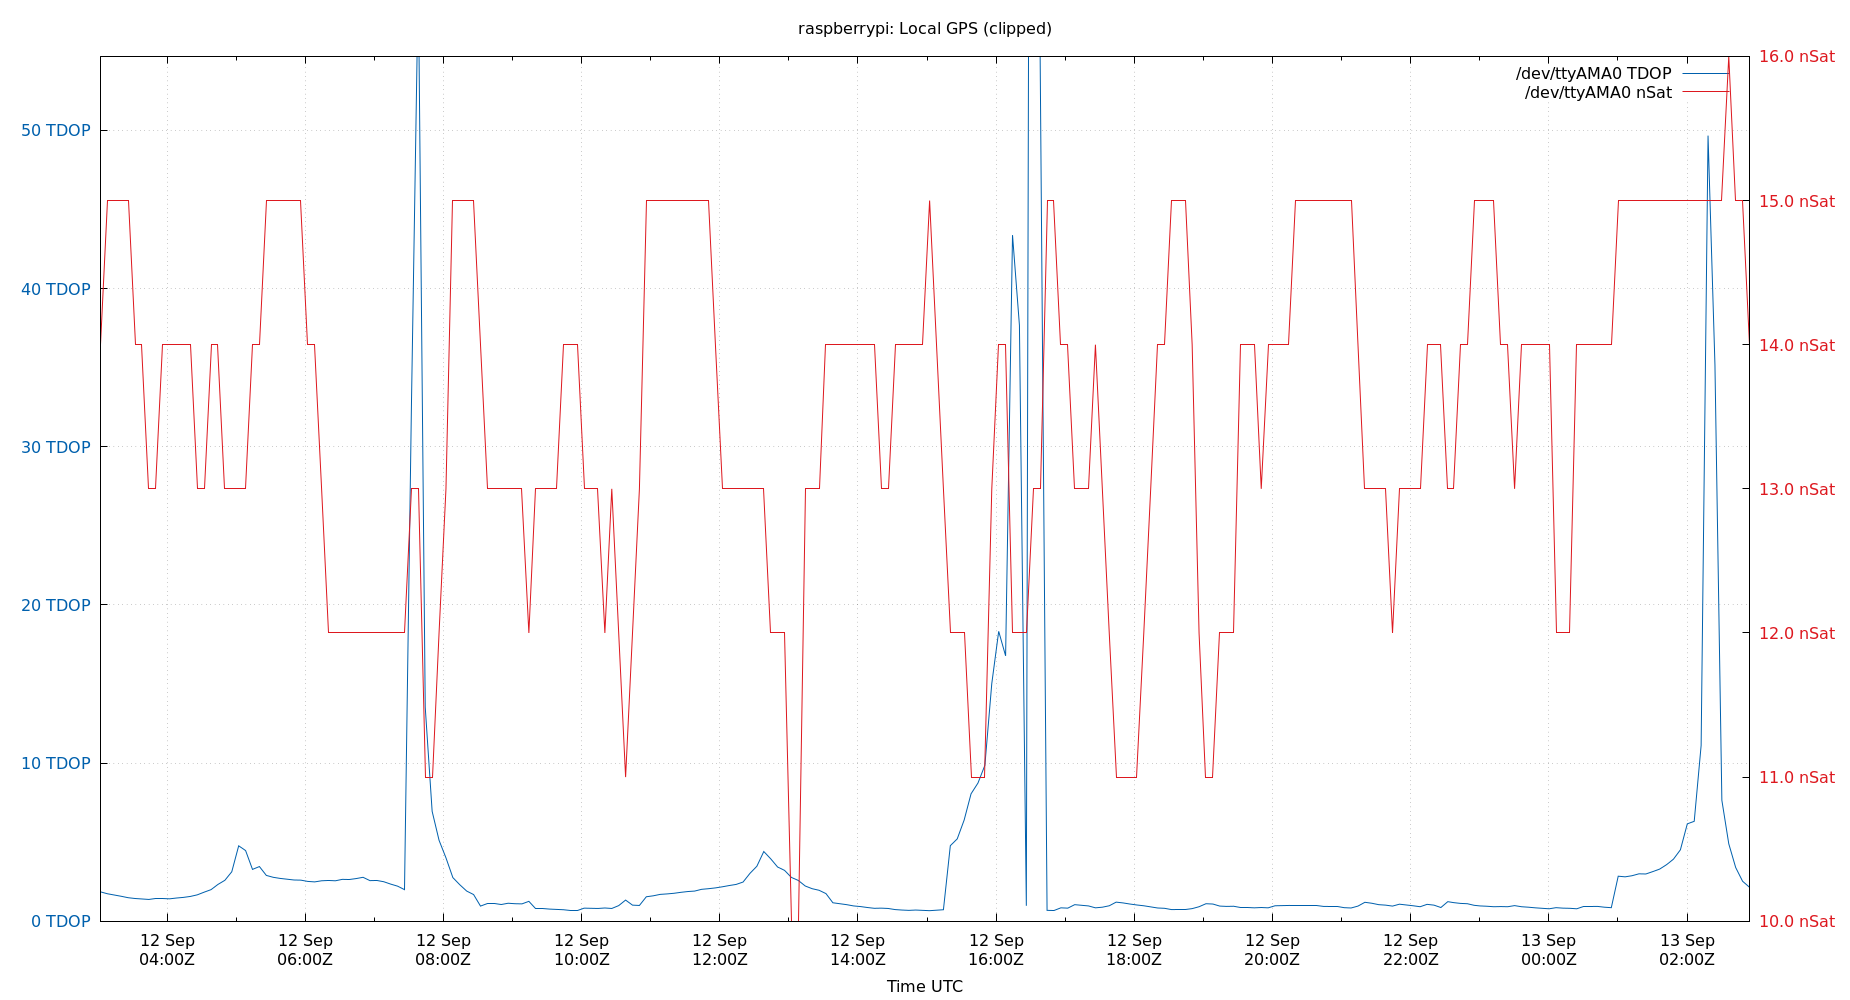 raspberrypi: Local GPS (clipped)
/dev/ttyAMA0 TDOP
/dev/ttyAMA0 nSat
50 TDOP
40 TDOP
30 TDOP
20 TDOP
10 TDOP
0 TDOP
16.0 nSat
15.0 nSat
14.0 nSat
13.0 nSat
12.0 nSat
11.0 nSat
10.0 nSat
12 Sep
04:00Z
12 Sep
06:00Z
12 Sep
08:00Z
12 Sep
10:00Z
12 Sep
12:00Z
12 Sep
14:00Z
12 Sep
16:00Z
12 Sep
18:00Z
12 Sep
20:00Z
12 Sep
22:00Z
13 Sep
00:00Z
13 Sep
02:00Z
Time UTC